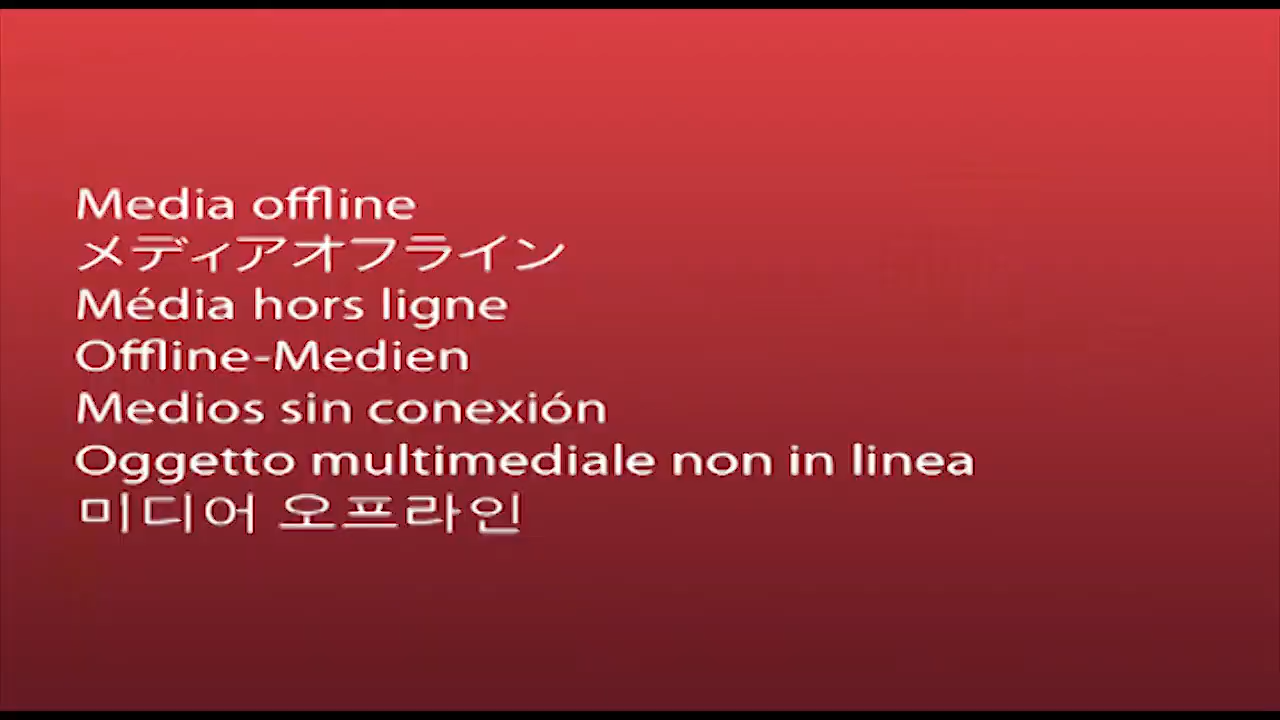 Media offline
メディアオフライン
Média hors ligne
Offline-Medien
Medios sin conexión
Oggetto multimediale non in linea
미디어 오프라인